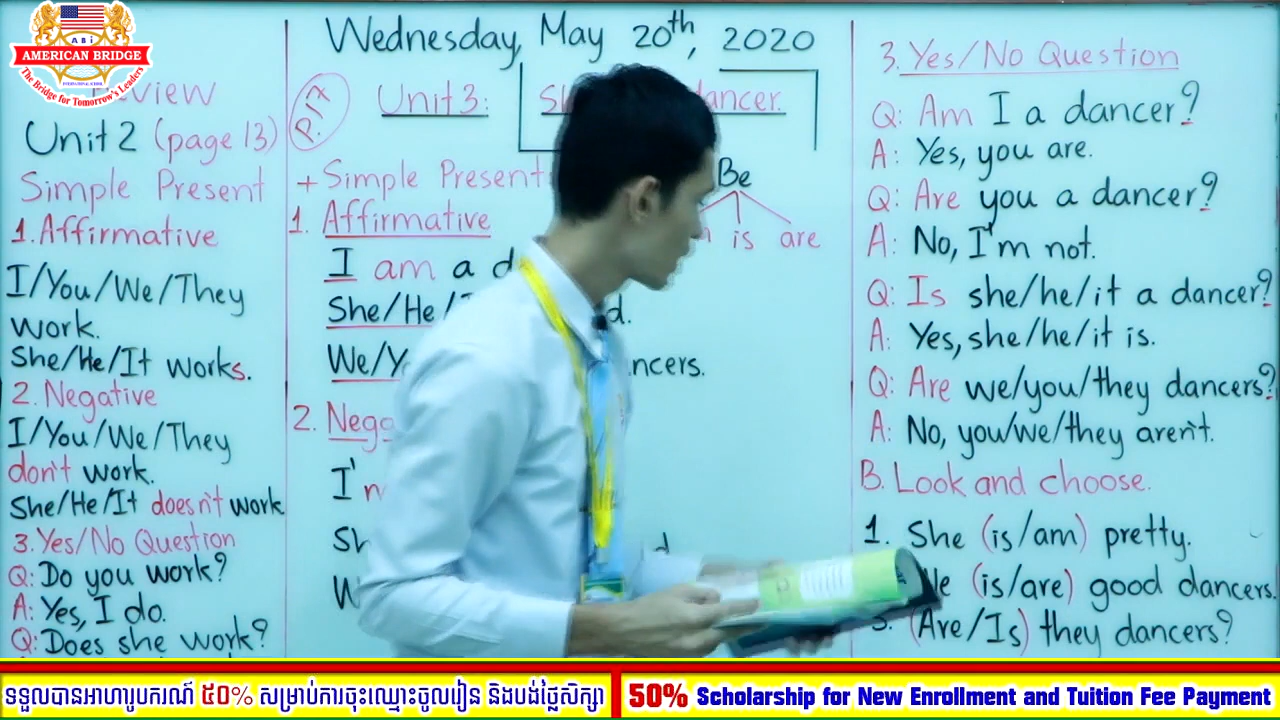 ABi
AMERICAN BRIDGE
The Bridge for Tomorrow's Leaders
Wednesday, May 20th, 2020
Unit 2 (page 13)
Simple Present
1. Affirmative
I/You/We/They
work.
She/He/It works.
2. Negative
I/You/We/They
don't work.
She/He/It doesn't work
3. Yes/No Question
Q: Do you work?
A: Yes, I do.
Q: Does she work?
P.17
Unit 3: dancer.
+ Simple Present
Be
is are
1. Affirmative
I am a
She/He/
dancers.
2.
I'
3. Yes/No Question
Q: Am I a dancer?
A: Yes, you are.
Q: Are you a dancer?
A: No, I'm not.
Q: Is she/he/it a dancer?
A: Yes, she/he/it is.
Q: Are we/you/they dancers?
A: No, you/we/they aren't.
B. Look and choose.
1. She (is/am) pretty.
(is/are) good dancers.
3. (Are/Is) they dancers?
ទទួលបានអាហារូបករណ៍ ៥០% សម្រាប់ការចុះឈ្មោះចូលរៀន និងបង់ថ្លៃសិក្សា
50% Scholarship for New Enrollment and Tuition Fee Payment